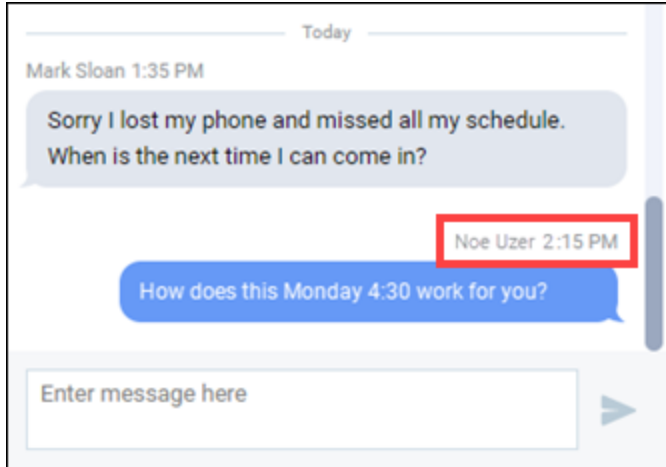 Today
Mark Sloan 1:35 PM
Sorry I lost my phone and missed all my schedule.
When is the next time I can come in?
Noe Uzer 2:15 PM
How does this Monday 4:30 work for you?
Enter message here